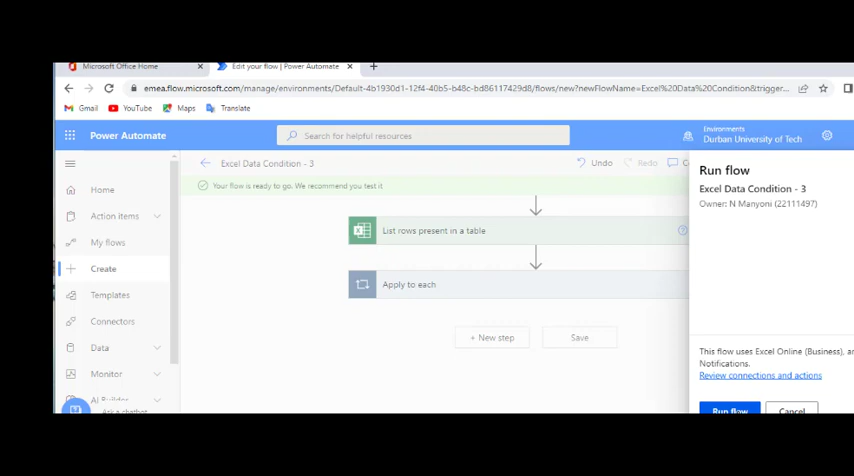 Microsoft Office Home
Edit your flow | Power Automate
emea.flow.microsoft.com/manage/environments/Default-4b1930d1-12f4-40b5-b48c-bd86117429d8/flows/new?newFlowName=Excel%20Data%20Condition&trigger...
Gmail YouTube Maps Translate
Power Automate
Search for helpful resources
Environments
Durban University of Tech
Excel Data Condition - 3
Undo Redo
Your flow is ready to go. We recommend you test it
Home
Action items
My flows
Create
Templates
Connectors
Data
Monitor
AI Builder
Ask a chatbot
List rows present in a table
Apply to each
+ New step
Save
Run flow
Excel Data Condition - 3
Owner: N Manyoni (22111497)
This flow uses Excel Online (Business), an
Notifications.
Review connections and actions
Run flow
Cancel